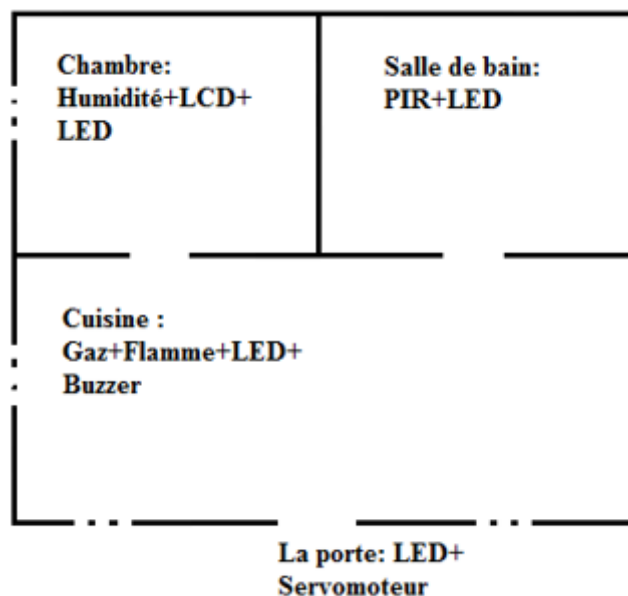 Chambre:
Humidité+LCD+
LED
Salle de bain:
PIR+LED
Cuisine :
Gaz+Flamme+LED+
Buzzer
La porte: LED+
Servomoteur